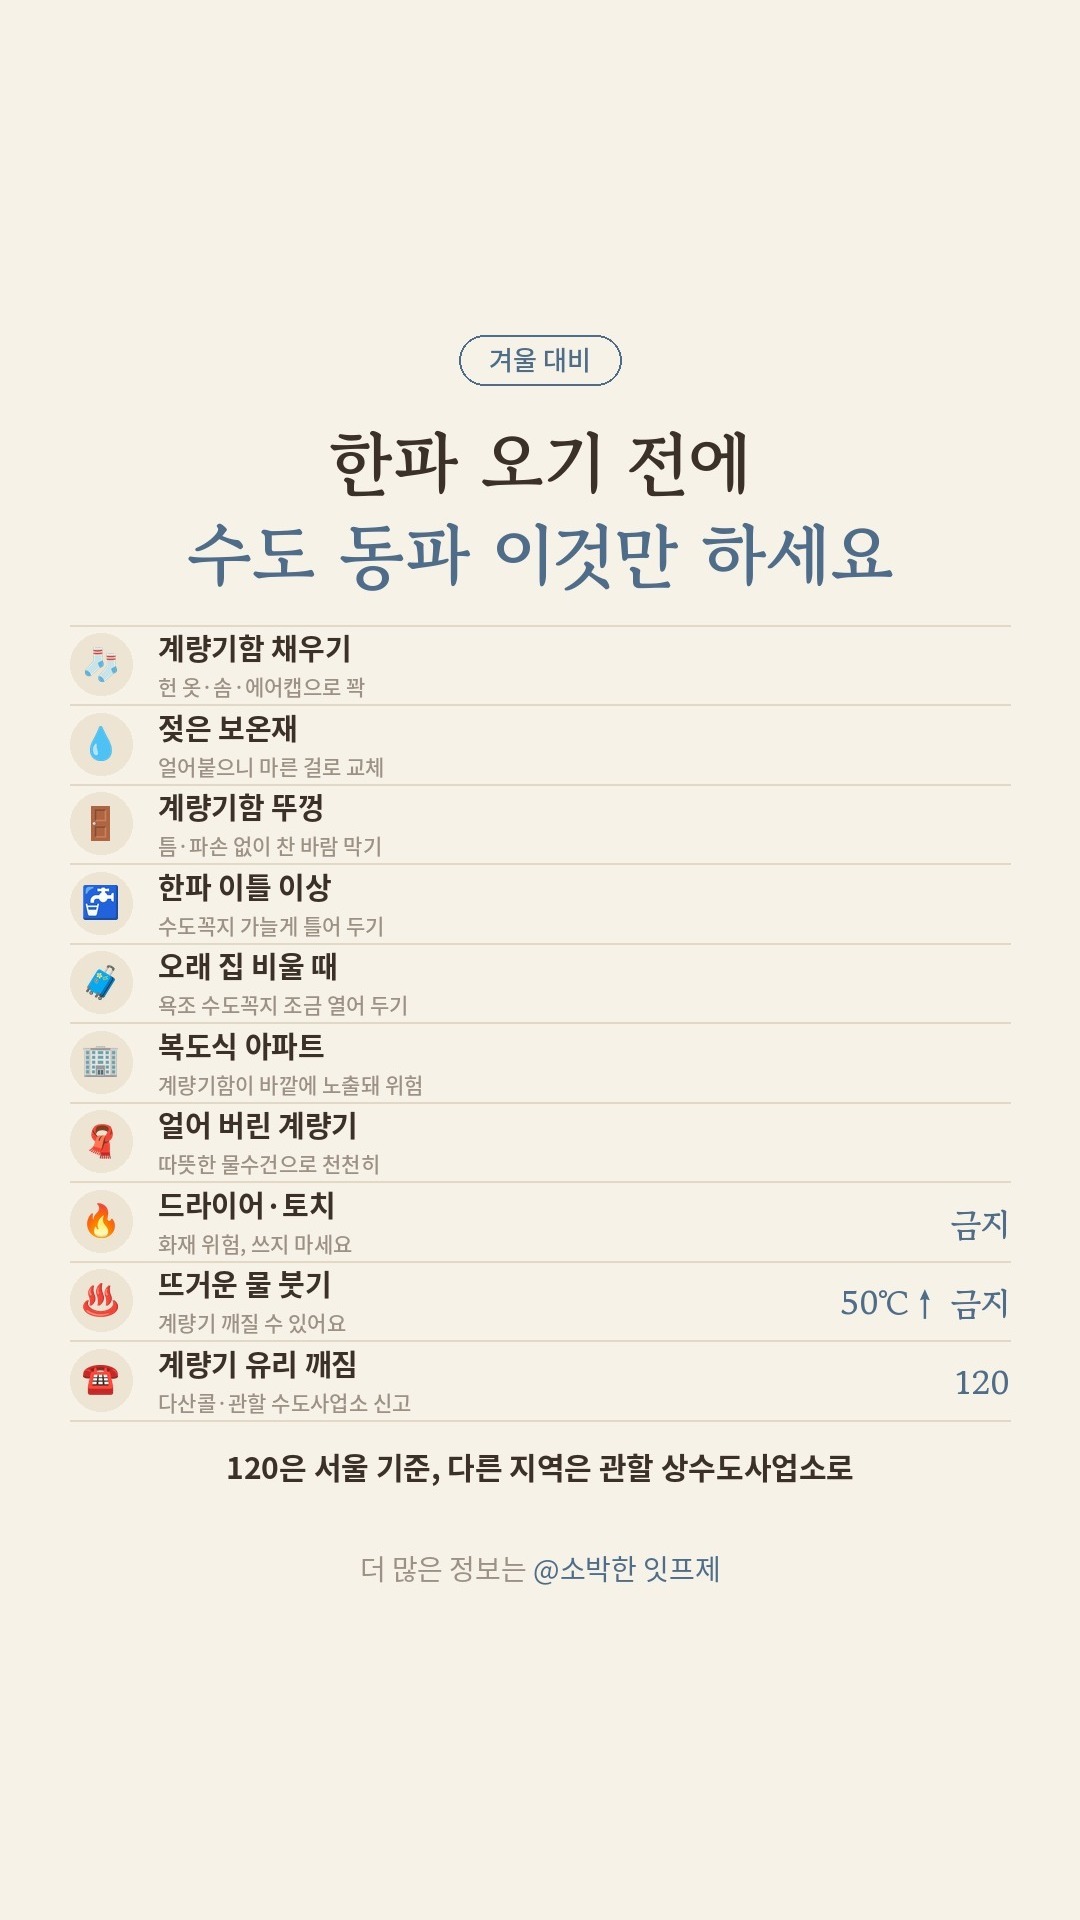 겨울 대비
한파 오기 전에
수도 동파 이것만 하세요
계량기함 채우기
헌 옷·솜·에어캡으로 꽉
젖은 보온재
얼어붙으니 마른 걸로 교체
계량기함 뚜껑
틈·파손 없이 찬 바람 막기
한파 이틀 이상
수도꼭지 가늘게 틀어 두기
오래 집 비울 때
욕조 수도꼭지 조금 열어 두기
복도식 아파트
계량기함이 바깥에 노출돼 위험
얼어 버린 계량기
따뜻한 물수건으로 천천히
드라이어·토치
화재 위험, 쓰지 마세요
금지
뜨거운 물 붓기
계량기 깨질 수 있어요
50℃↑ 금지
계량기 유리 깨짐
다산콜·관할 수도사업소 신고
120
120은 서울 기준, 다른 지역은 관할 상수도사업소로
더 많은 정보는 @소박한 잇프제